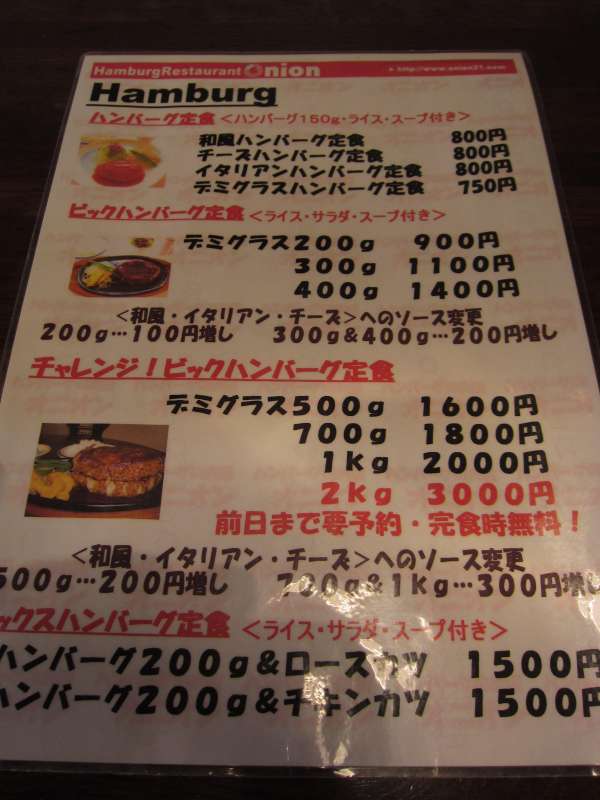 HamburgRestaurant Onion
http://www.onion21.com
Hamburg
ハンバーグ定食 <ハンバーグ150g・ライス・スープ付き>
和風ハンバーグ定食 800円
チーズハンバーグ定食 800円
イタリアンハンバーグ定食 800円
デミグラスハンバーグ定食 750円
ビックハンバーグ定食 <ライス・サラダ・スープ付き>
デミグラス200g 900円
300g 1100円
400g 1400円
<和風・イタリアン・チーズ>へのソース変更
200g…100円増し 300g&400g…200円増し
チャレンジ!ビックハンバーグ定食
デミグラス500g 1600円
700g 1800円
1kg 2000円
2kg 3000円
前日まで要予約・完食時無料!
<和風・イタリアン・チーズ>へのソース変更
500g…200円増し 700g&1kg…300円増し
ックスハンバーグ定食 <ライス・サラダ・スープ付き>
ハンバーグ200g&ロースカツ 1500円
ハンバーグ200g&チキンカツ 1500円